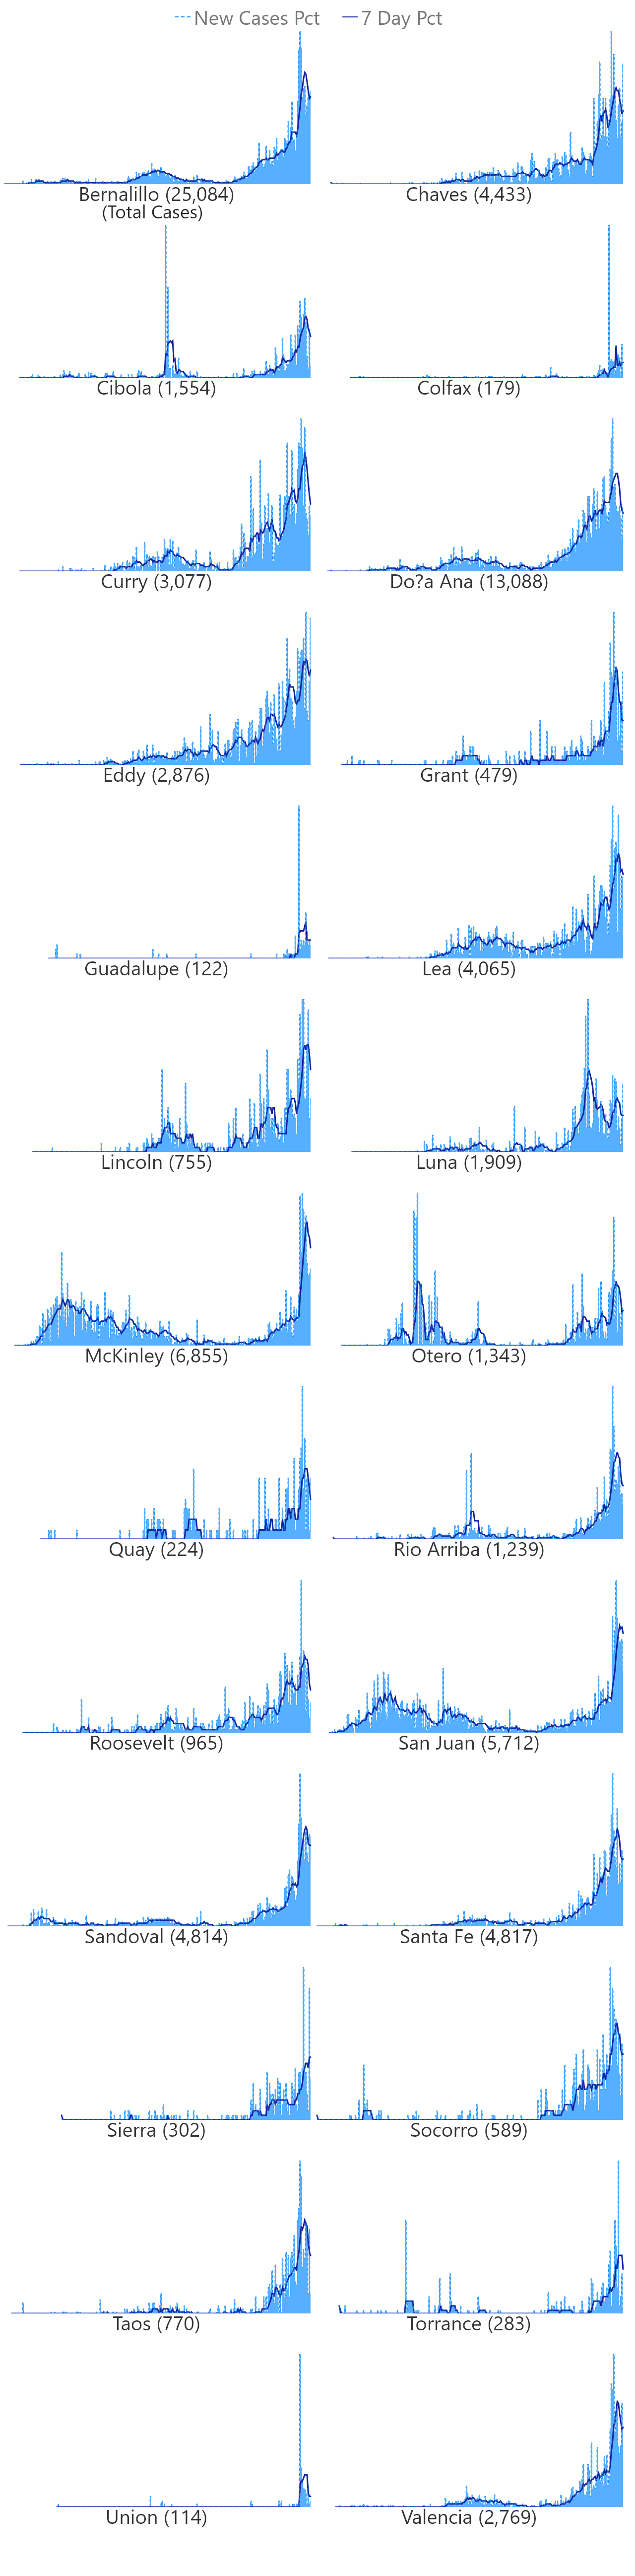 New Cases Pct 7 Day Pct
Bernalillo (25,084) Chaves (4,433)
(Total Cases)
Cibola (1,554) Colfax (179)
Curry (3,077) Do?a Ana (13,088)
Eddy (2,876) Grant (479)
Guadalupe (122) Lea (4,065)
Lincoln (755) Luna (1,909)
McKinley (6,855) Otero (1,343)
Quay (224) Rio Arriba (1,239)
Roosevelt (965) San Juan (5,712)
Sandoval (4,814) Santa Fe (4,817)
Sierra (302) Socorro (589)
Taos (770) Torrance (283)
Union (114) Valencia (2,769)